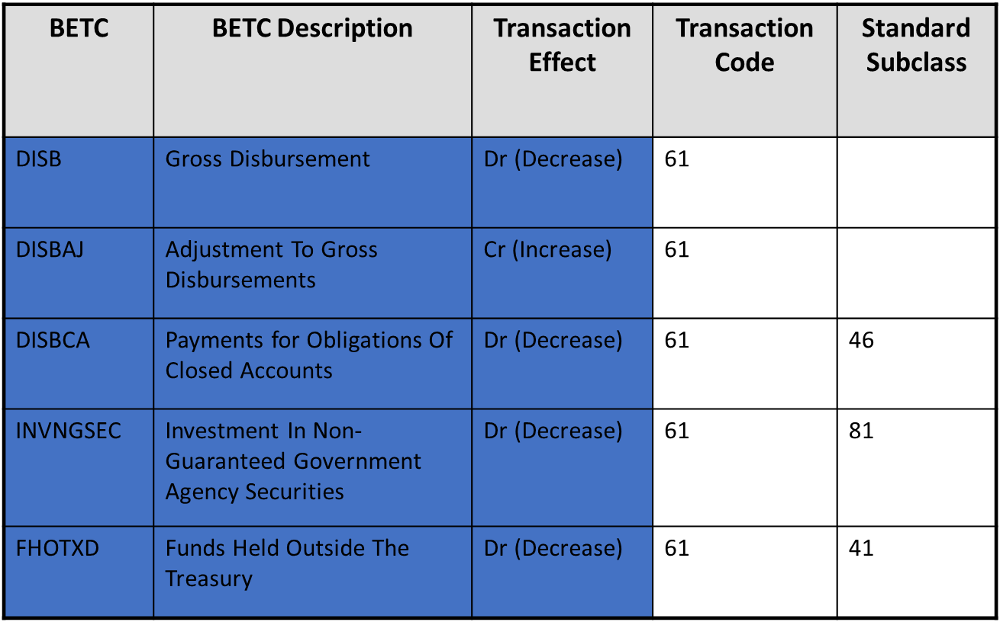 BETC BETC Description Transaction Effect Transaction Code Standard Subclass
DISB Gross Disbursement Dr (Decrease) 61
DISBAJ Adjustment To Gross Disbursements Cr (Increase) 61
DISBCA Payments for Obligations Of Closed Accounts Dr (Decrease) 61 46
INVNGSEC Investment In Non-Guaranteed Government Agency Securities Dr (Decrease) 61 81
FHOTXD Funds Held Outside The Treasury Dr (Decrease) 61 41